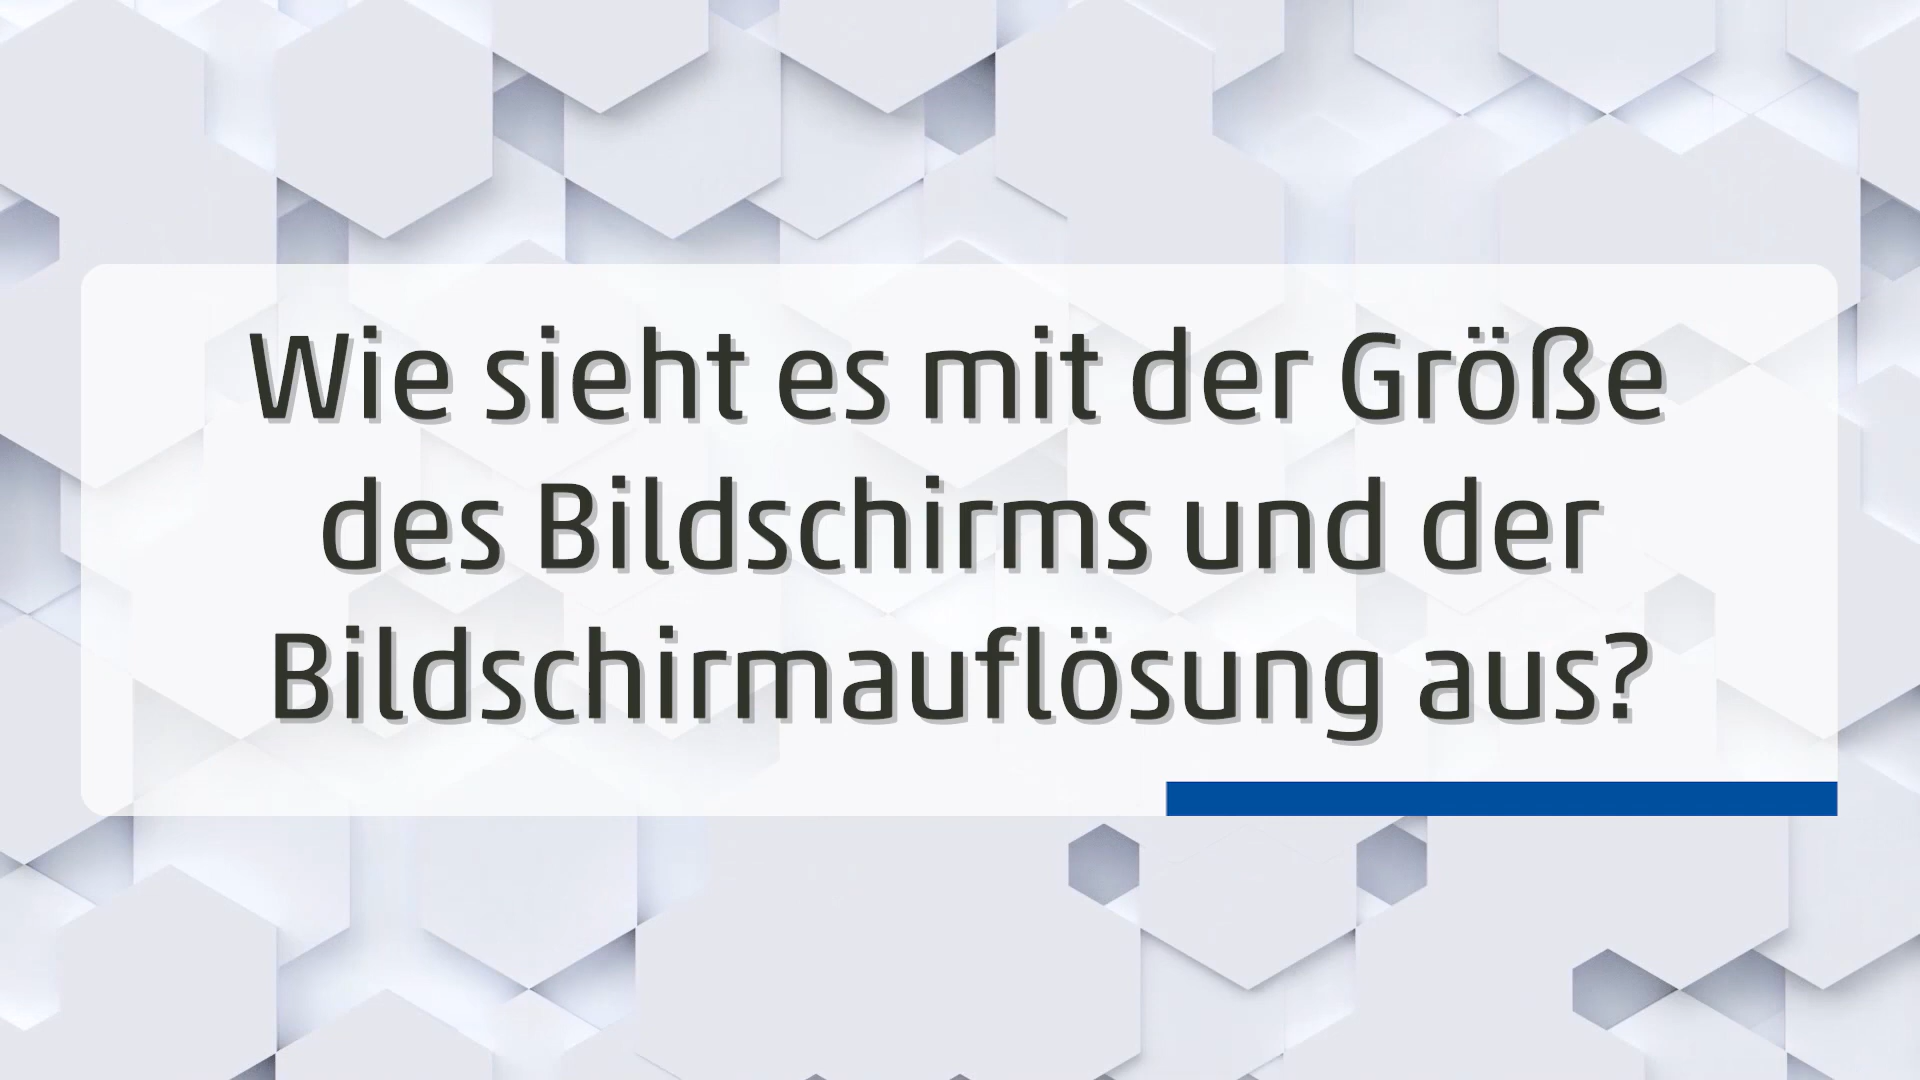 Wie sieht es mit der Größe
des Bildschirms und der
Bildschirmauflösung aus?